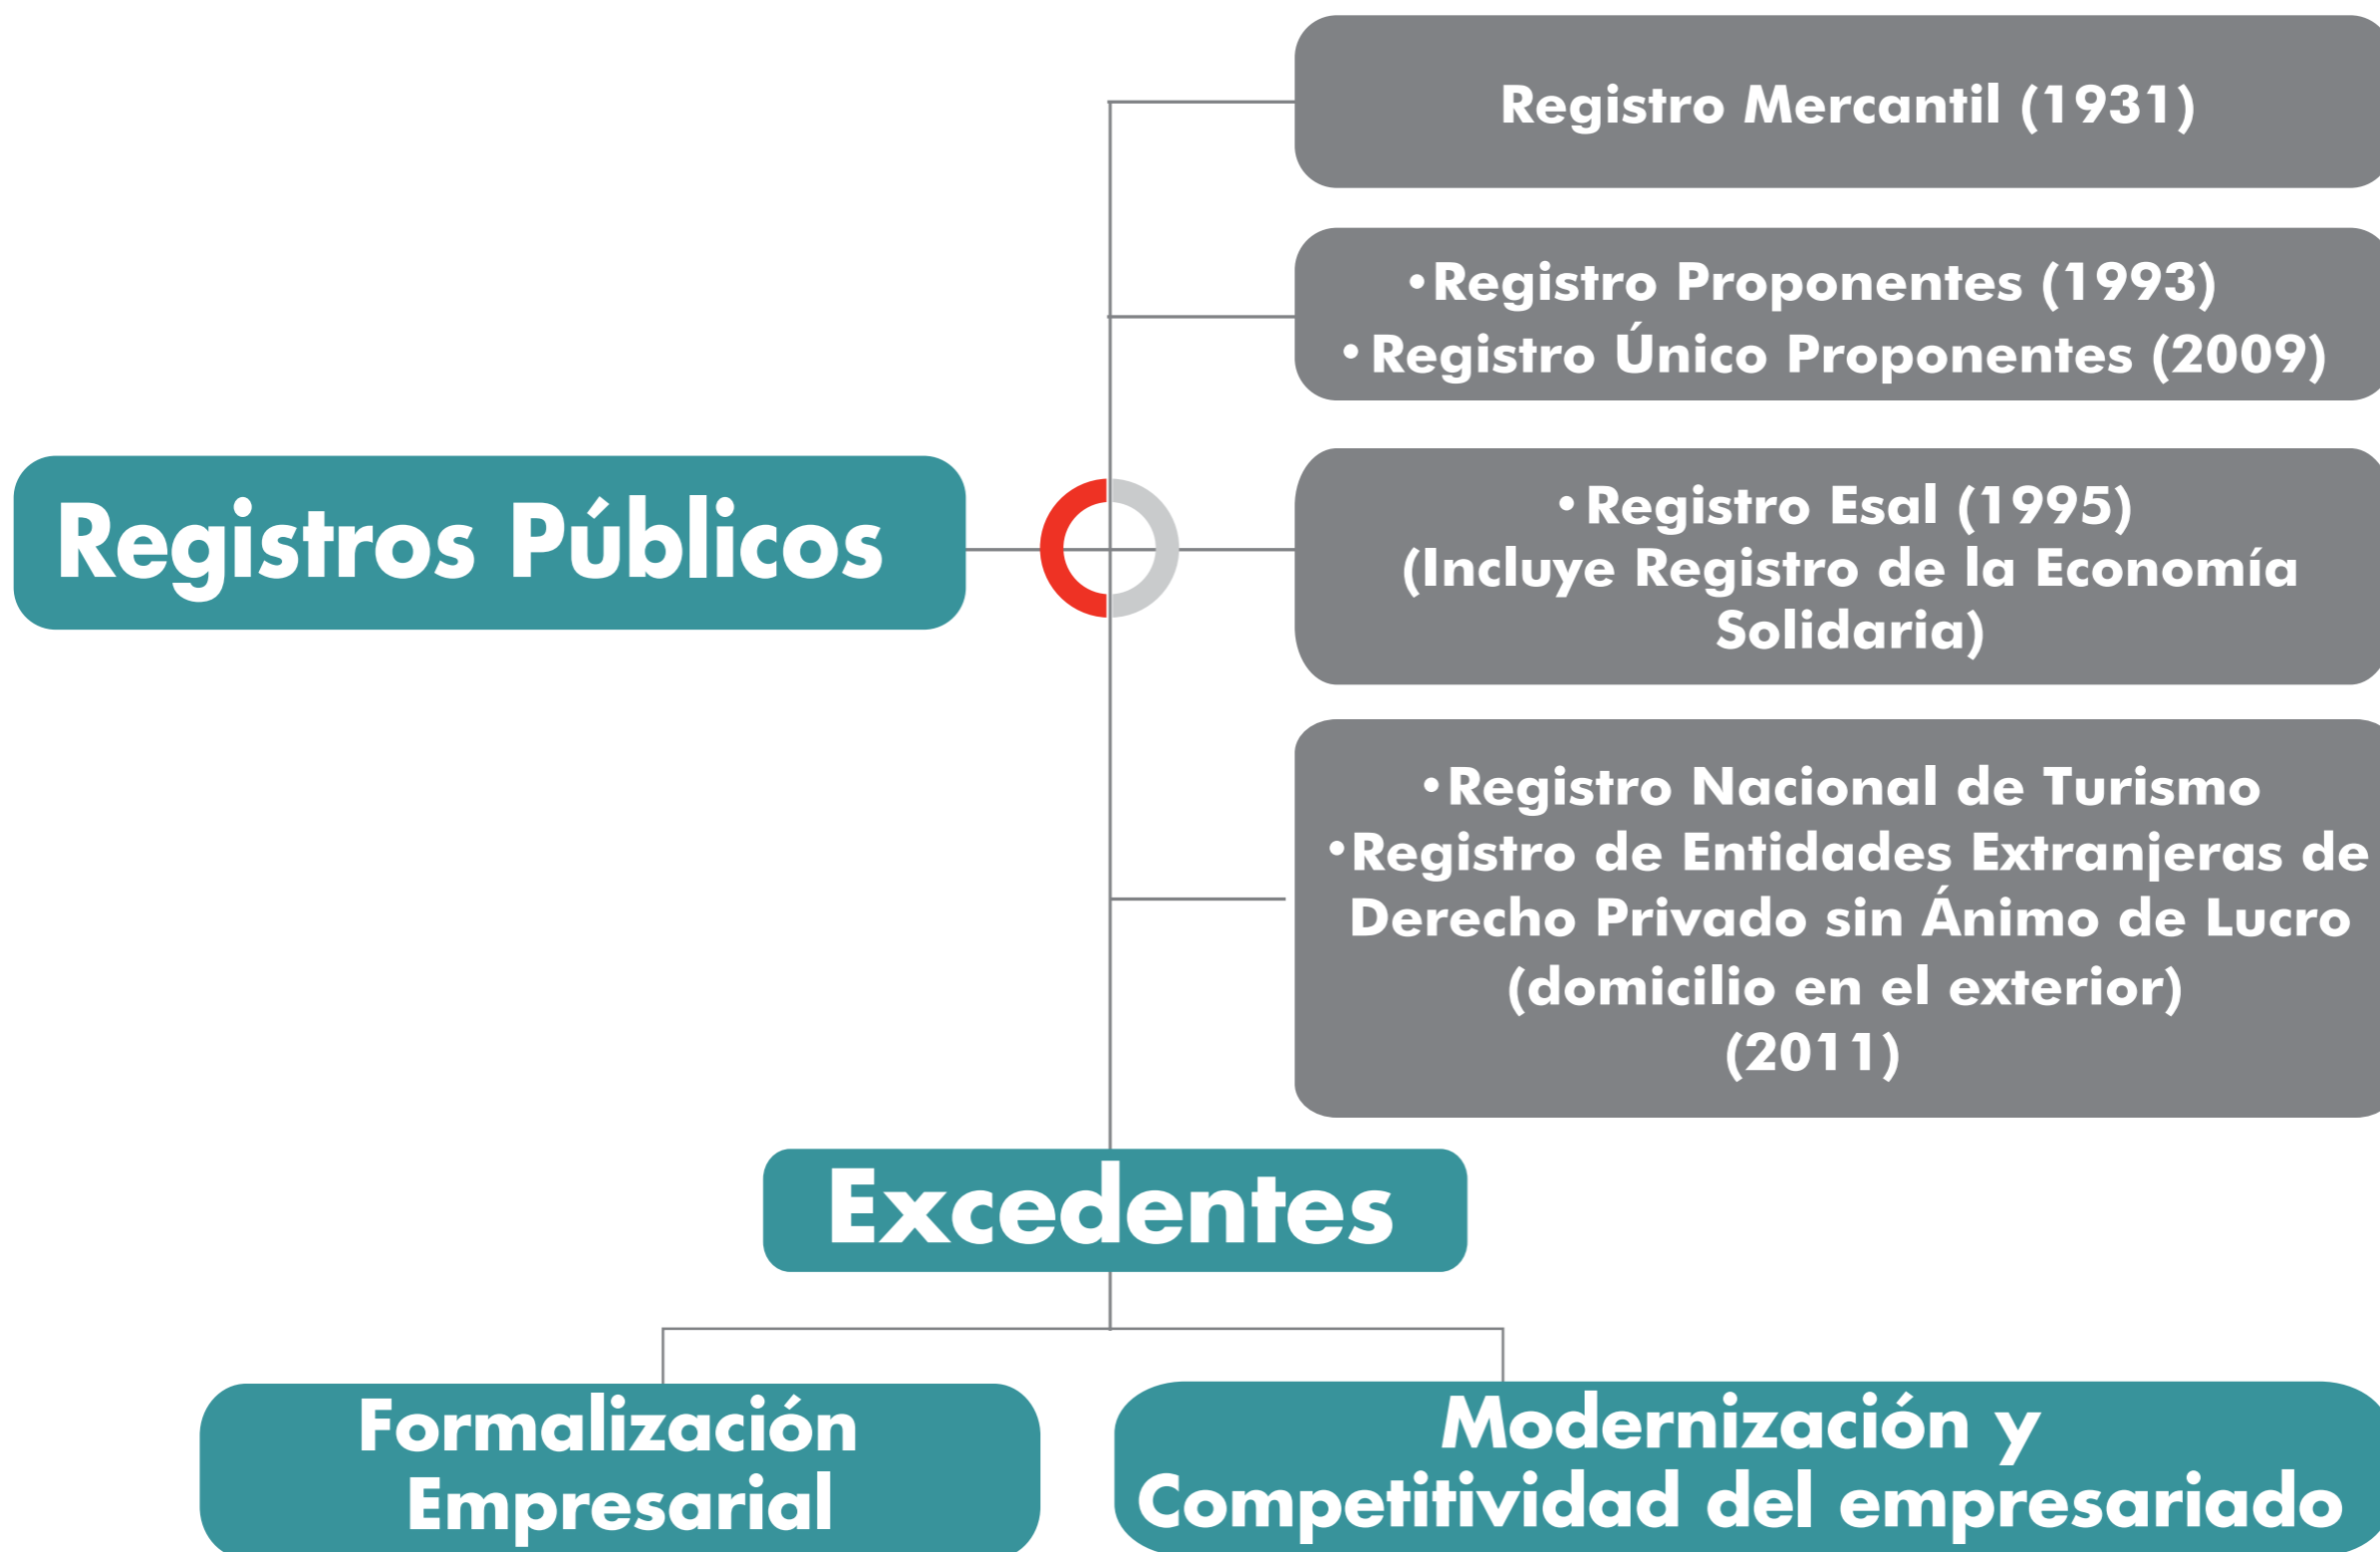 Registro Mercantil (1931)
•Registro Proponentes (1993)
• Registro Único Proponentes (2009)
Registros Públicos
• Registro Esal (1995)
(Incluye Registro de la Economía
Solidaria)
•Registro Nacional de Turismo
•Registro de Entidades Extranjeras de
Derecho Privado sin Ánimo de Lucro
(domicilio en el exterior)
(2011)
Excedentes
Formalización
Empresarial
Modernización y
Competitividad del empresariado